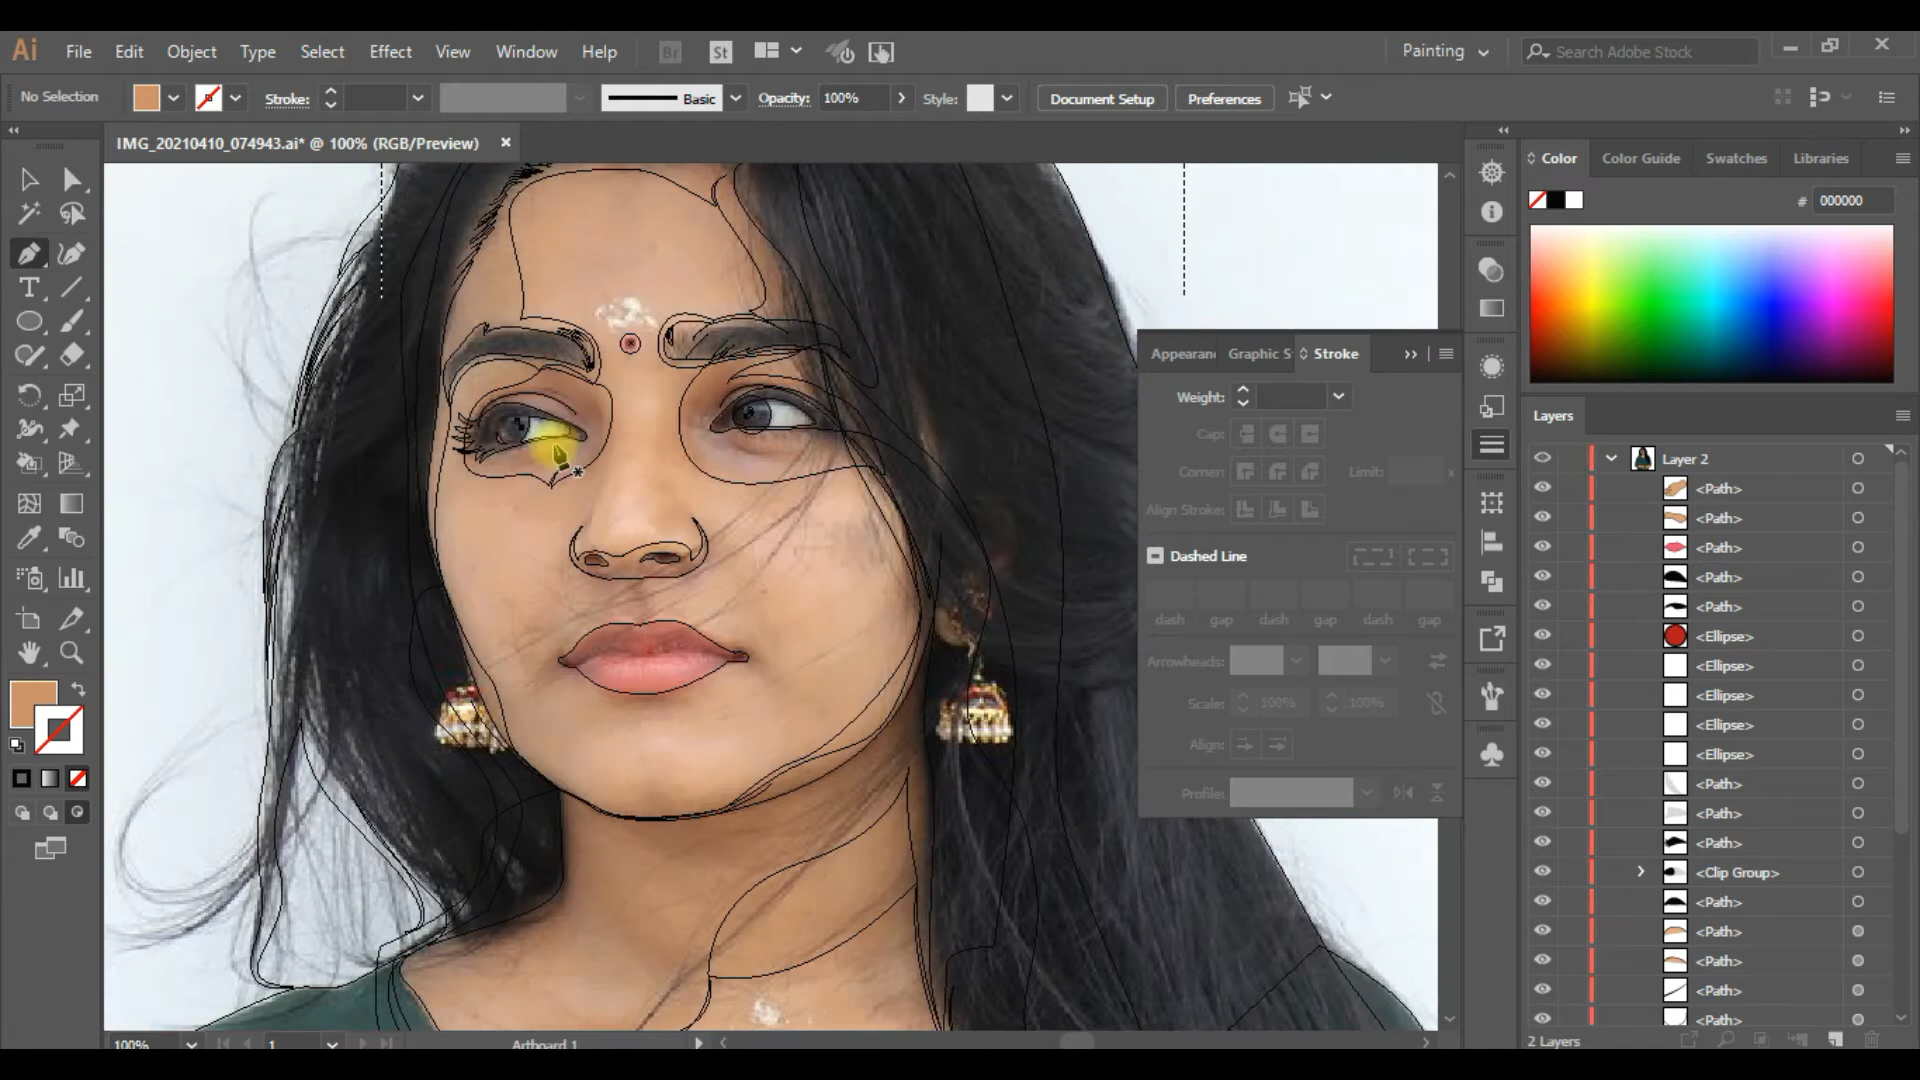 Ai File Edit Object Type Select Effect View Window Help Br St Painting Search Adobe Stock
No Selection Stroke: Basic Opacity: 100% Style: Document Setup Preferences
IMG_20210410_074943.ai* @ 100% (RGB/Preview) ×
Color Color Guide Swatches Libraries
# 000000
Appearan Graphic S Stroke
Weight:
Cap:
Corner: Limit: x
Align Stroke:
Dashed Line
dash gap dash gap dash gap
Arrowheads:
Scale: 100% 100%
Align:
Profile:
Layers
Layer 2
<Path>
<Path>
<Path>
<Path>
<Path>
<Ellipse>
<Ellipse>
<Ellipse>
<Ellipse>
<Ellipse>
<Path>
<Path>
<Path>
<Clip Group>
<Path>
<Path>
<Path>
<Path>
<Path>
2 Layers
100% 1 Artboard 1